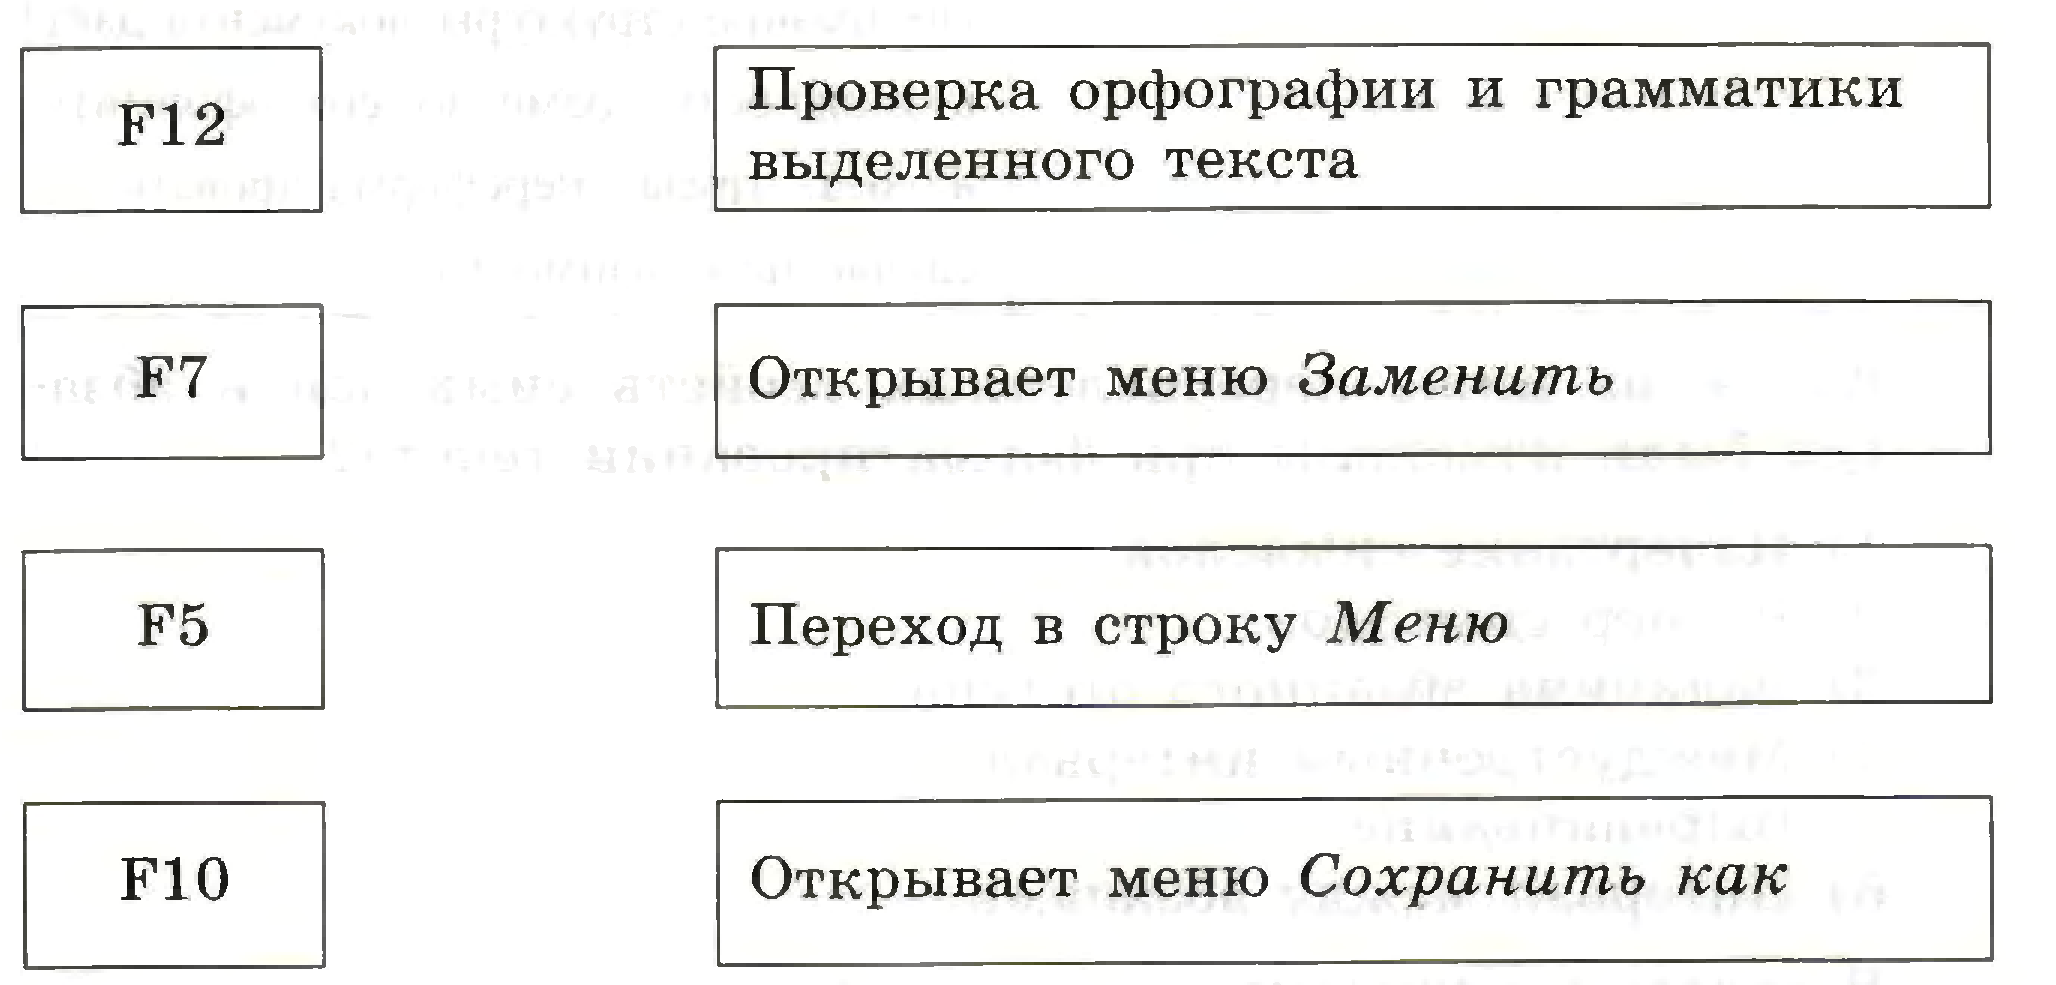 F12
Проверка орфографии и грамматики
выделенного текста
F7
Открывает меню Заменить
F5
Переход в строку Меню
F10
Открывает меню Сохранить как